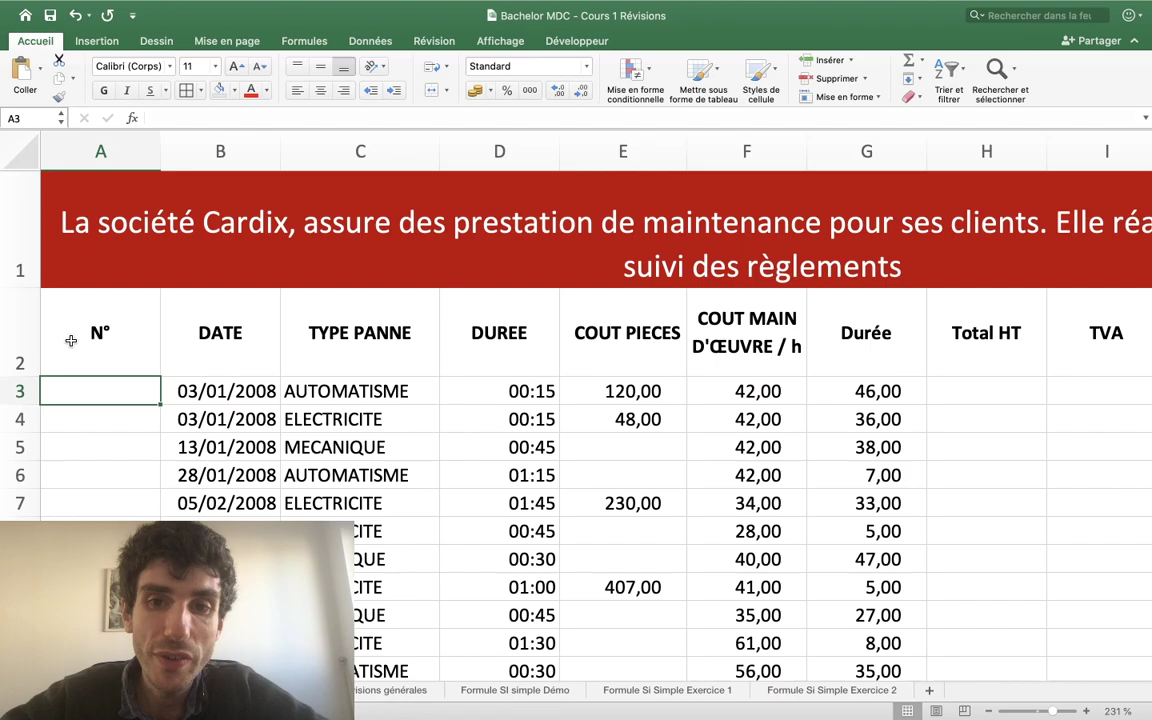 Bachelor MDC - Cours 1 Révisions
Rechercher dans la feu
Accueil Insertion Dessin Mise en page Formules Données Révision Affichage Développeur
Partager
Coller
Calibri (Corps) 11
A A
G I S A
Standard
% 000
Mise en forme conditionnelle
Mettre sous forme de tableau
Styles de cellule
Insérer
Supprimer
Mise en forme
Trier et filtrer
Rechercher et sélectionner
A3 fx
A B C D E F G H I
1 La société Cardix, assure des prestation de maintenance pour ses clients. Elle réa
suivi des règlements
2 N° DATE TYPE PANNE DUREE COUT PIECES COUT MAIN D'ŒUVRE / h Durée Total HT TVA
3 03/01/2008 AUTOMATISME 00:15 120,00 42,00 46,00
4 03/01/2008 ELECTRICITE 00:15 48,00 42,00 36,00
5 13/01/2008 MECANIQUE 00:45 42,00 38,00
6 28/01/2008 AUTOMATISME 01:15 42,00 7,00
7 05/02/2008 ELECTRICITE 01:45 230,00 34,00 33,00
CITE 00:45 28,00 5,00
QUE 00:30 40,00 47,00
CITE 01:00 407,00 41,00 5,00
QUE 00:45 35,00 27,00
CITE 01:30 61,00 8,00
ATISME 00:30 56,00 35,00
isions générales Formule SI simple Démo Formule Si Simple Exercice 1 Formule Si Simple Exercice 2
231 %